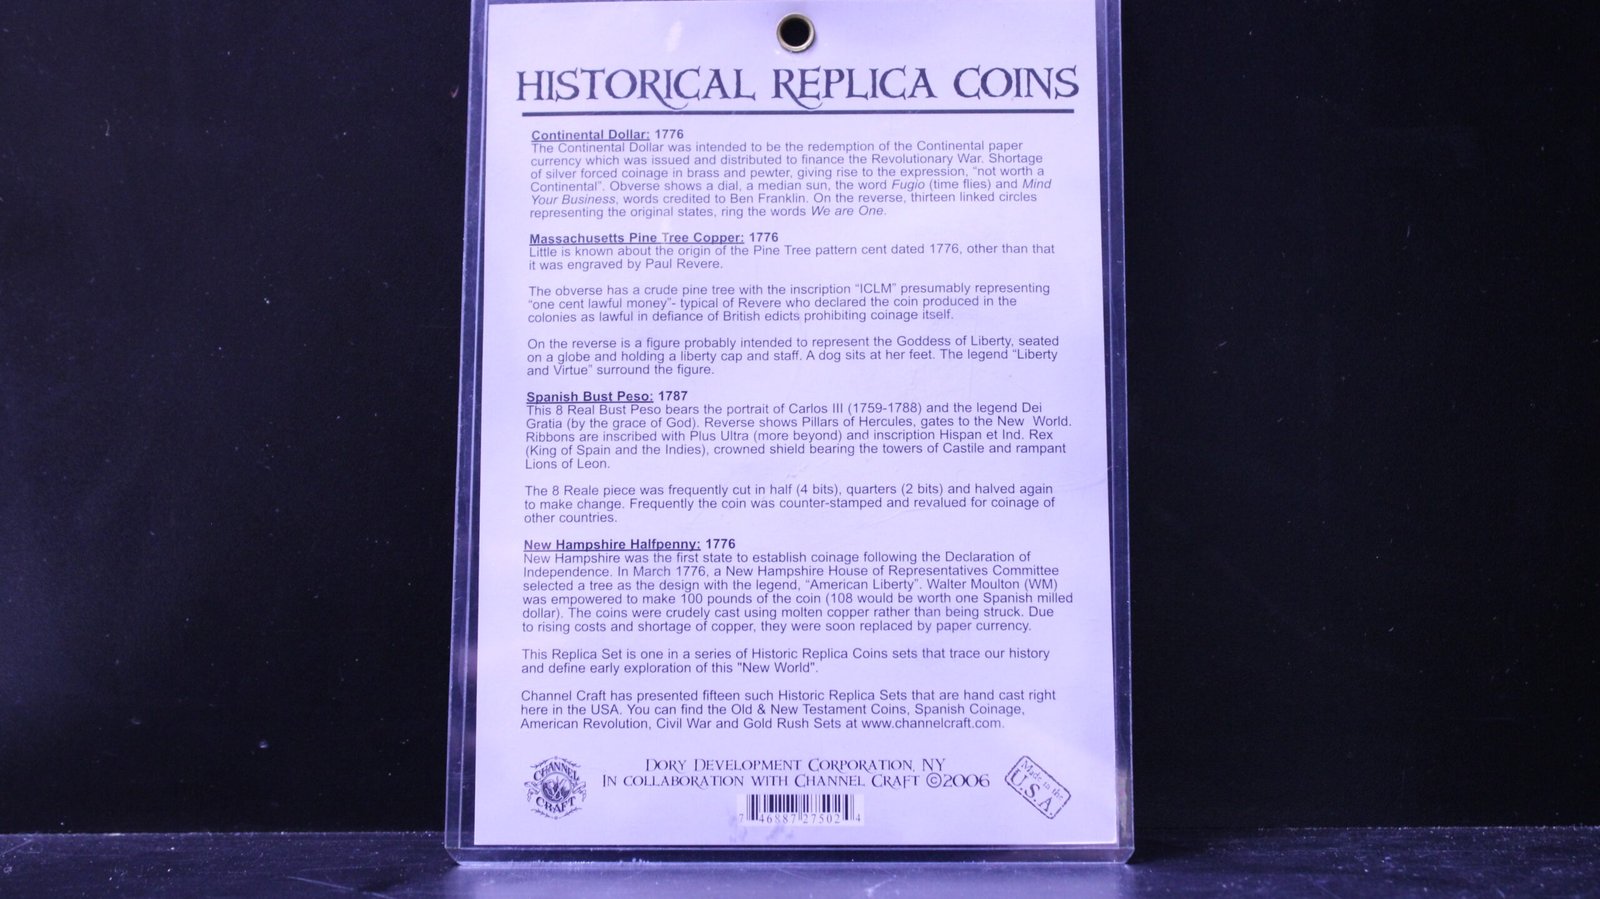 HISTORICAL REPLICA COINS
Continental Dollar: 1776
The Continental Dollar was intended to be the redemption of the Continental paper
currency which was issued and distributed to finance the Revolutionary War. Shortage
of silver forced coinage in brass and pewter, giving rise to the expression, “not worth a
Continental”. Obverse shows a dial, a median sun, the word Fugio (time flies) and Mind
Your Business, words credited to Ben Franklin. On the reverse, thirteen linked circles
representing the original states, ring the words We are One.
Massachusetts Pine Tree Copper: 1776
Little is known about the origin of the Pine Tree pattern cent dated 1776, other than that
it was engraved by Paul Revere.
The obverse has a crude pine tree with the inscription “ICLM” presumably representing
“one cent lawful money”- typical of Revere who declared the coin produced in the
colonies as lawful in defiance of British edicts prohibiting coinage itself.
On the reverse is a figure probably intended to represent the Goddess of Liberty, seated
on a globe and holding a liberty cap and staff. A dog sits at her feet. The legend “Liberty
and Virtue” surround the figure.
Spanish Bust Peso: 1787
This 8 Real Bust Peso bears the portrait of Carlos III (1759-1788) and the legend Dei
Gratia (by the grace of God). Reverse shows Pillars of Hercules, gates to the New World.
Ribbons are inscribed with Plus Ultra (more beyond) and inscription Hispan et Ind. Rex
(King of Spain and the Indies), crowned shield bearing the towers of Castile and rampant
Lions of Leon.
The 8 Reale piece was frequently cut in half (4 bits), quarters (2 bits) and halved again
to make change. Frequently the coin was counter-stamped and revalued for coinage of
other countries.
New Hampshire Halfpenny: 1776
New Hampshire was the first state to establish coinage following the Declaration of
Independence. In March 1776, a New Hampshire House of Representatives Committee
selected a tree as the design with the legend, “American Liberty”. Walter Moulton (WM)
was empowered to make 100 pounds of the coin (108 would be worth one Spanish milled
dollar). The coins were crudely cast using molten copper rather than being struck. Due
to rising costs and shortage of copper, they were soon replaced by paper currency.
This Replica Set is one in a series of Historic Replica Coins sets that trace our history
and define early exploration of this "New World".
Channel Craft has presented fifteen such Historic Replica Sets that are hand cast right
here in the USA. You can find the Old & New Testament Coins, Spanish Coinage,
American Revolution, Civil War and Gold Rush Sets at www.channelcraft.com.
DORY DEVELOPMENT CORPORATION, NY
IN COLLABORATION WITH CHANNEL CRAFT ©2006
CHANNEL
CRAFT
Made in the
U.S.A.
7 46887 27502 4